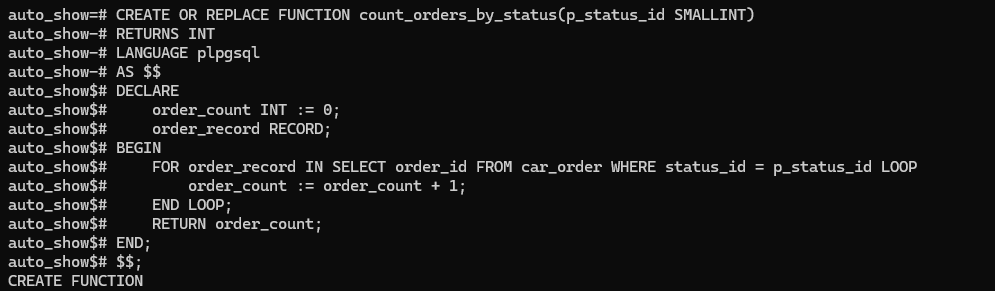 auto_show=# CREATE OR REPLACE FUNCTION count_orders_by_status(p_status_id SMALLINT)
auto_show-# RETURNS INT
auto_show-# LANGUAGE plpgsql
auto_show-# AS $$
auto_show$# DECLARE
auto_show$#     order_count INT := 0;
auto_show$#     order_record RECORD;
auto_show$# BEGIN
auto_show$#     FOR order_record IN SELECT order_id FROM car_order WHERE status_id = p_status_id LOOP
auto_show$#         order_count := order_count + 1;
auto_show$#     END LOOP;
auto_show$#     RETURN order_count;
auto_show$# END;
auto_show$# $$;
CREATE FUNCTION